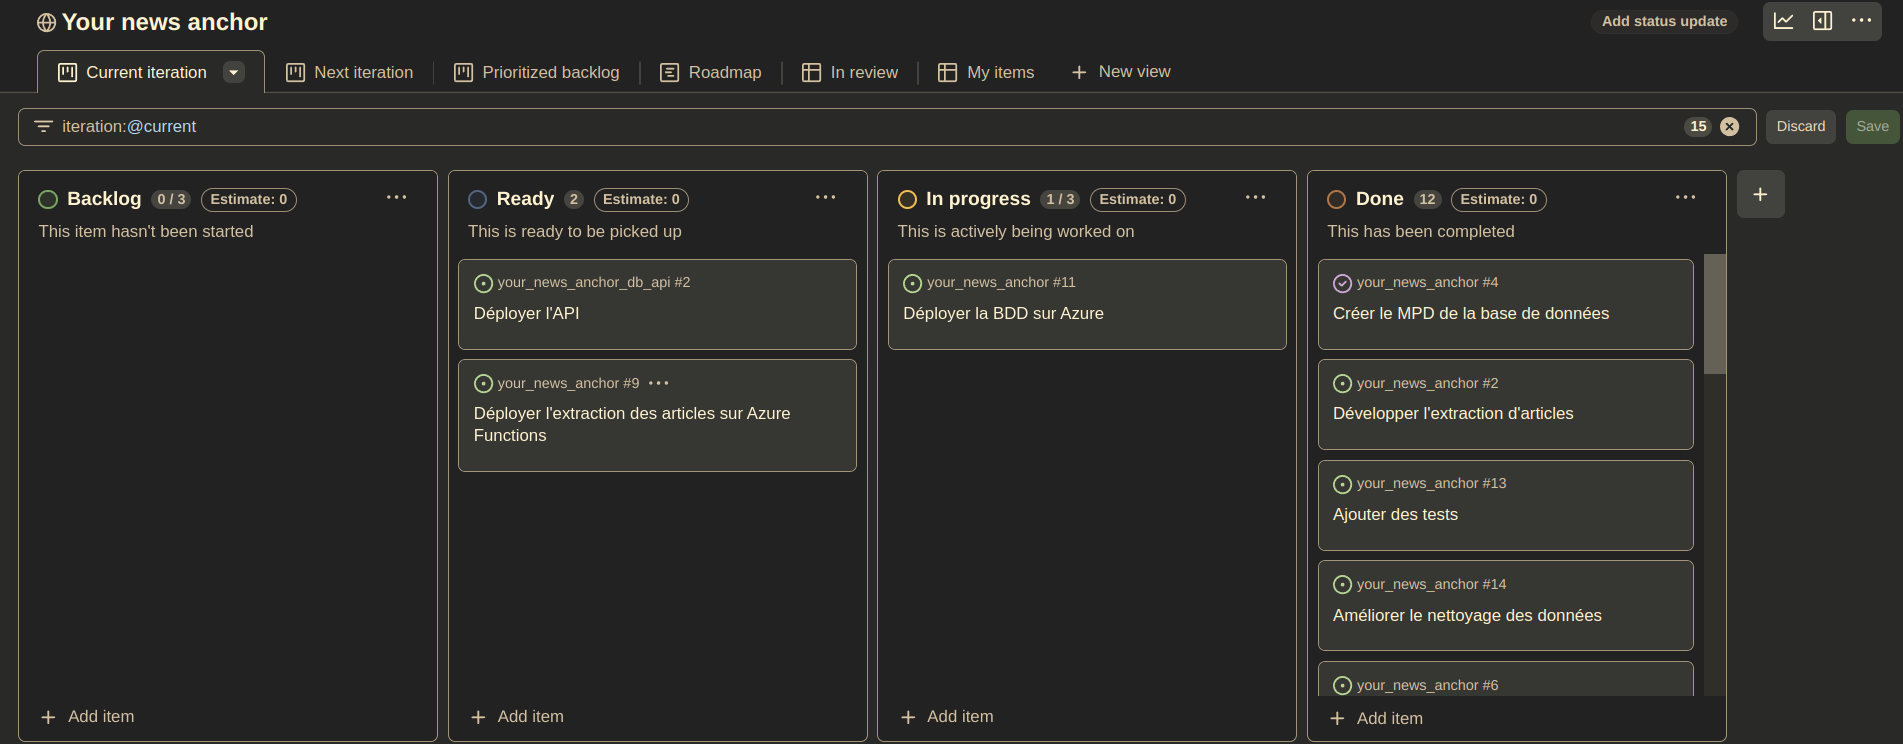 Your news anchor
Add status update
Current iteration
Next iteration
Prioritized backlog
Roadmap
In review
My items
New view
iteration:@current
15
Discard
Save
Backlog 0 / 3 Estimate: 0
This item hasn't been started
Add item
Ready 2 Estimate: 0
This is ready to be picked up
your_news_anchor_db_api #2
Déployer l'API
your_news_anchor #9
Déployer l'extraction des articles sur Azure
Functions
Add item
In progress 1 / 3 Estimate: 0
This is actively being worked on
your_news_anchor #11
Déployer la BDD sur Azure
Add item
Done 12 Estimate: 0
This has been completed
your_news_anchor #4
Créer le MPD de la base de données
your_news_anchor #2
Développer l'extraction d'articles
your_news_anchor #13
Ajouter des tests
your_news_anchor #14
Améliorer le nettoyage des données
your_news_anchor #6
Add item